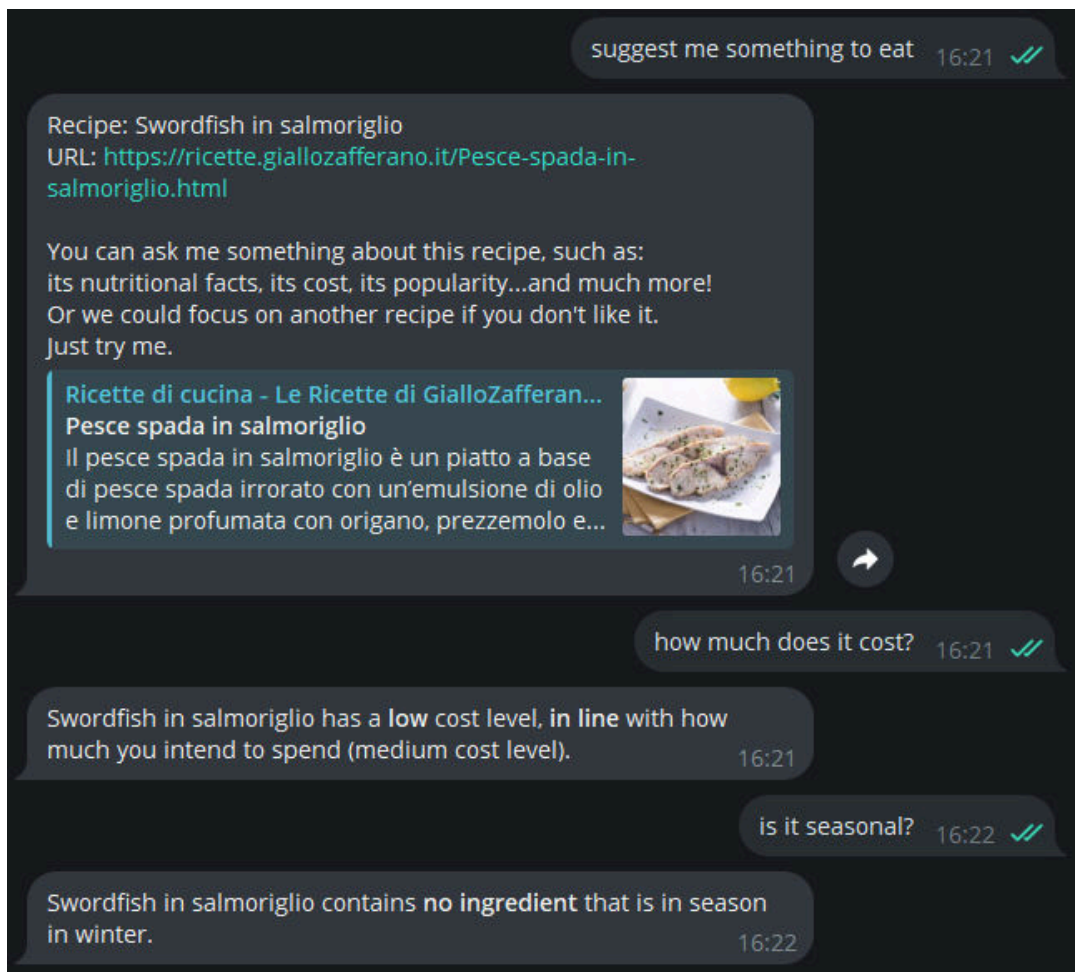 suggest me something to eat 16:21
Recipe: Swordfish in salmoriglio
URL: https://ricette.giallozafferano.it/Pesce-spada-in-
salmoriglio.html
You can ask me something about this recipe, such as:
its nutritional facts, its cost, its popularity...and much more!
Or we could focus on another recipe if you don't like it.
Just try me.
Ricette di cucina - Le Ricette di GialloZafferan...
Pesce spada in salmoriglio
Il pesce spada in salmoriglio è un piatto a base
di pesce spada irrorato con un’emulsione di olio
e limone profumata con origano, prezzemolo e...
16:21
how much does it cost? 16:21
Swordfish in salmoriglio has a low cost level, in line with how
much you intend to spend (medium cost level). 16:21
is it seasonal? 16:22
Swordfish in salmoriglio contains no ingredient that is in season
in winter. 16:22